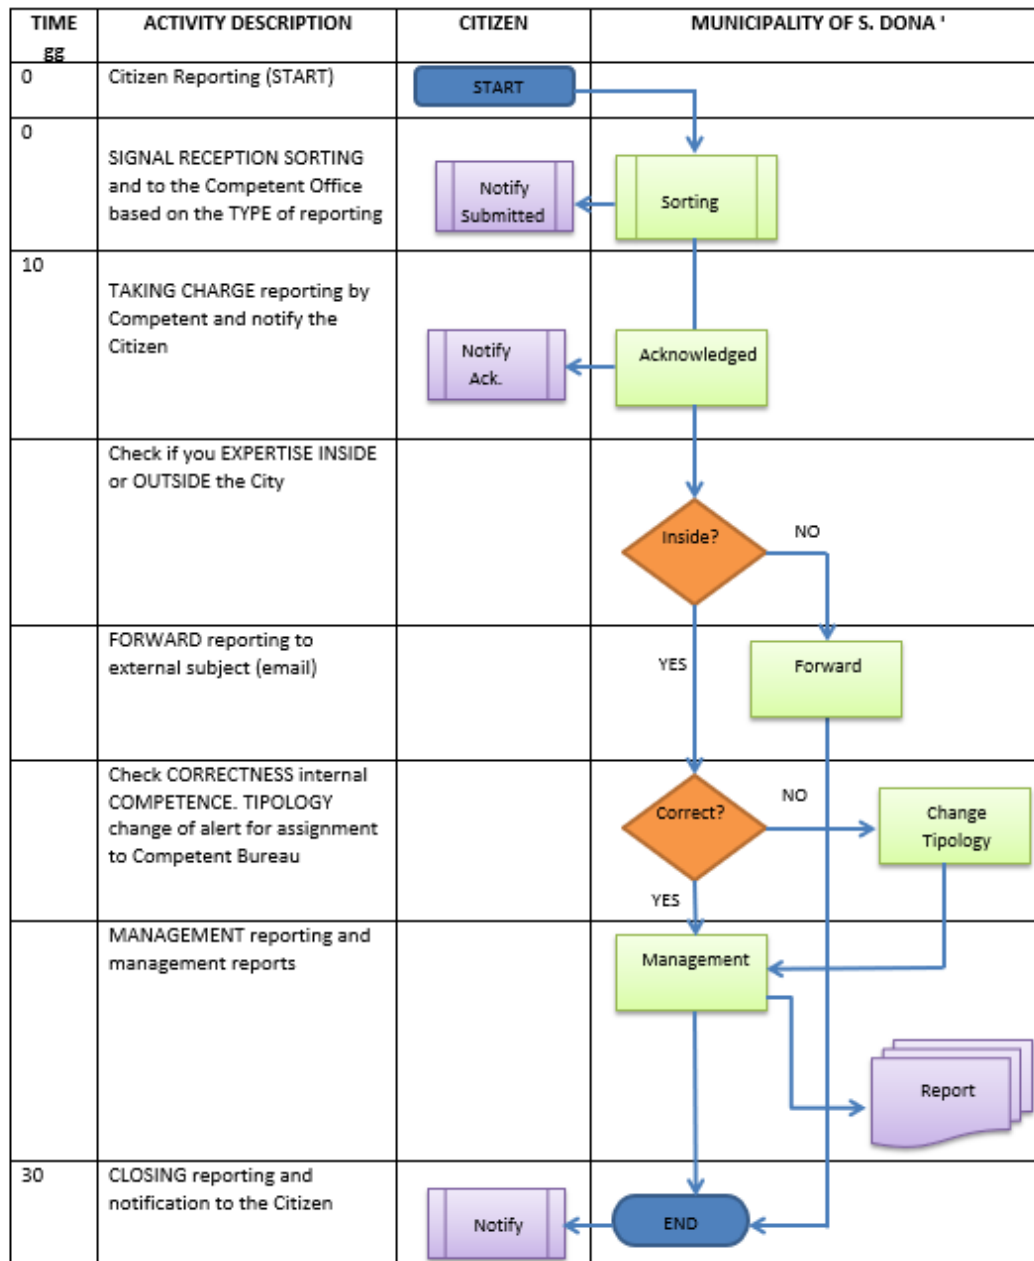 TIME
gg
ACTIVITY DESCRIPTION
CITIZEN
MUNICIPALITY OF S. DONA '
0
Citizen Reporting (START)
START
0
SIGNAL RECEPTION SORTING
and to the Competent Office
based on the TYPE of reporting
Notify
Submitted
Sorting
10
TAKING CHARGE reporting by
Competent and notify the
Citizen
Notify
Ack.
Acknowledged
Check if you EXPERTISE INSIDE
or OUTSIDE the City
Inside?
NO
FORWARD reporting to
external subject (email)
YES
Forward
Check CORRECTNESS internal
COMPETENCE. TIPOLOGY
change of alert for assignment
to Competent Bureau
Correct?
NO
Change
Tipology
YES
MANAGEMENT reporting and
management reports
Management
Report
30
CLOSING reporting and
notification to the Citizen
Notify
END